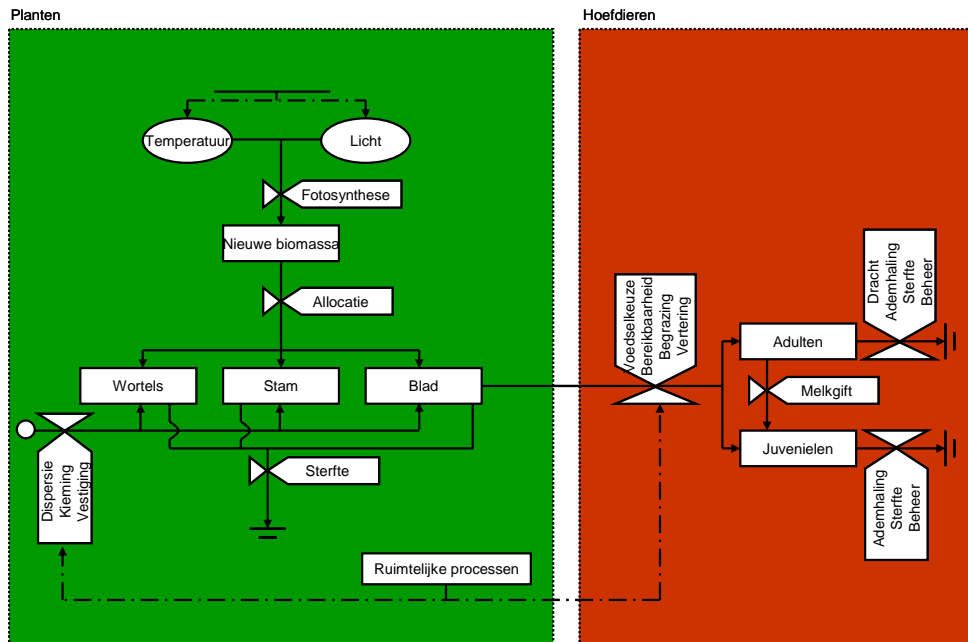 Planten
Hoefdieren
Temperatuur
Licht
Fotosynthese
Nieuwe biomassa
Allocatie
Wortels
Stam
Blad
Sterfte
Dispersie
Kieming
Vestiging
Ruimtelijke processen
Voedselkeuze
Bereikbaarheid
Begrazing
Vertering
Adulten
Melkgift
Juvenielen
Dracht
Ademhaling
Sterfte
Beheer
Ademhaling
Sterfte
Beheer